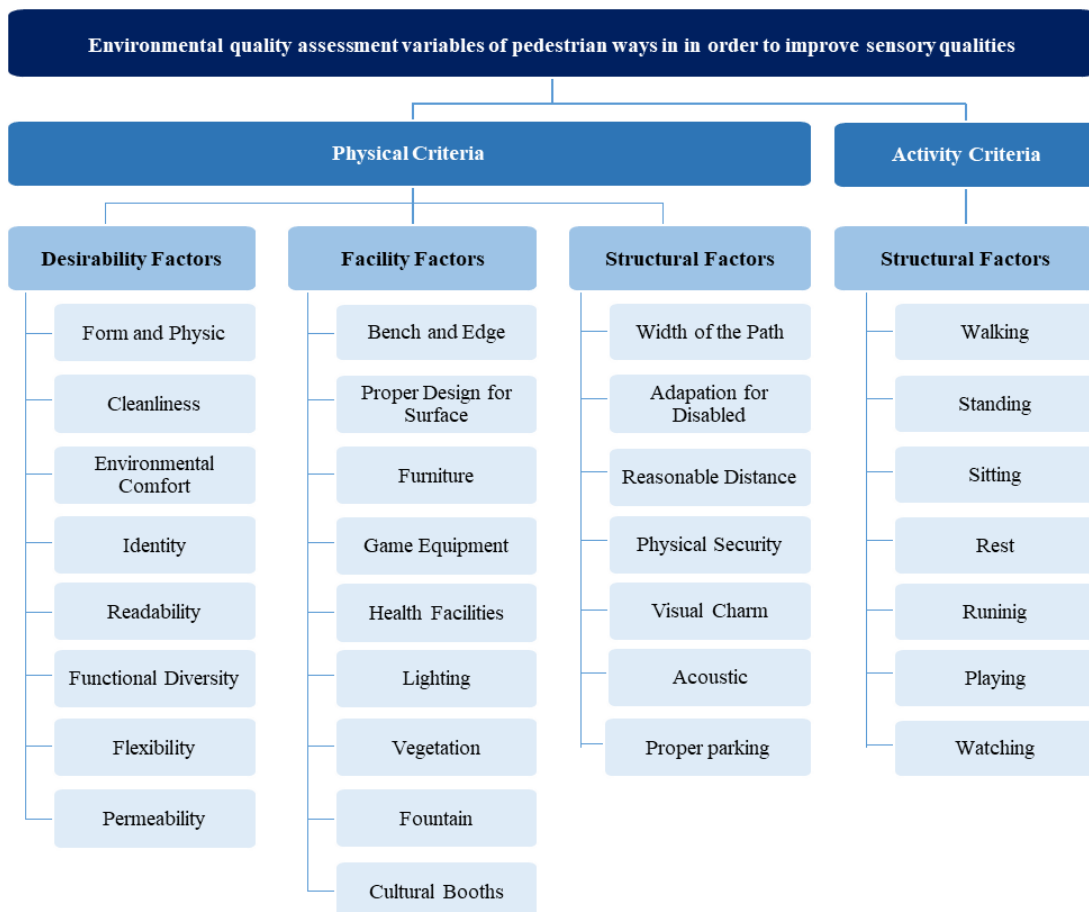 Environmental quality assessment variables of pedestrian ways in in order to improve sensory qualities
Physical Criteria
Activity Criteria
Desirability Factors
Facility Factors
Structural Factors
Structural Factors
Form and Physic
Cleanliness
Environmental
Comfort
Identity
Readability
Functional Diversity
Flexibility
Permeability
Bench and Edge
Proper Design for
Surface
Furniture
Game Equipment
Health Facilities
Lighting
Vegetation
Fountain
Cultural Booths
Width of the Path
Adapation for
Disabled
Reasonable Distance
Physical Security
Visual Charm
Acoustic
Proper parking
Walking
Standing
Sitting
Rest
Runinig
Playing
Watching